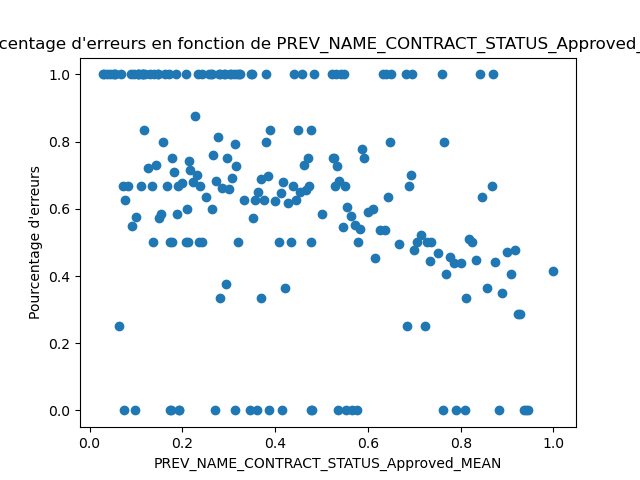 centage d'erreurs en fonction de PREV_NAME_CONTRACT_STATUS_Approved_
1.0
0.8
0.6
0.4
0.2
0.0
Pourcentage d'erreurs
0.0 0.2 0.4 0.6 0.8 1.0
PREV_NAME_CONTRACT_STATUS_Approved_MEAN